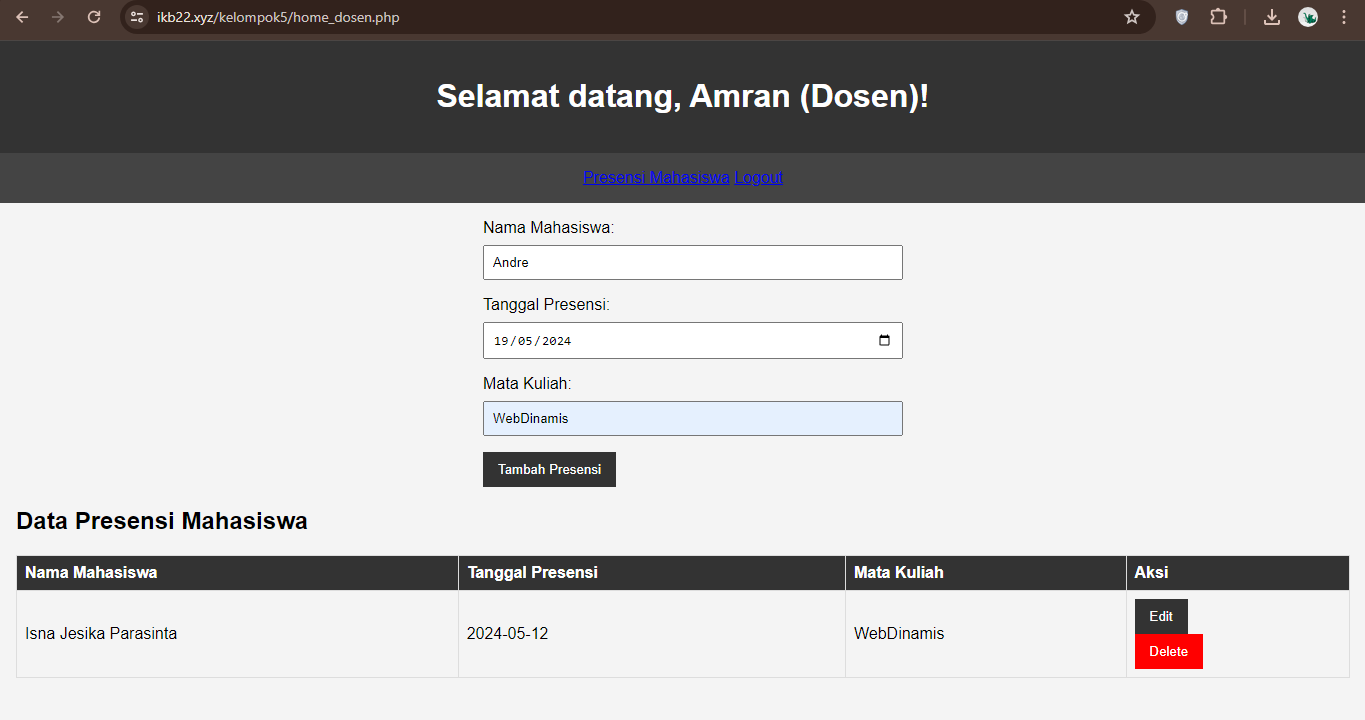 ikb22.xyz/kelompok5/home_dosen.php
Selamat datang, Amran (Dosen)!
Presensi Mahasiswa Logout
Nama Mahasiswa:
Andre
Tanggal Presensi:
19/05/2024
Mata Kuliah:
WebDinamis
Tambah Presensi
Data Presensi Mahasiswa
Nama Mahasiswa Tanggal Presensi Mata Kuliah Aksi
Isna Jesika Parasinta 2024-05-12 WebDinamis Edit
Delete